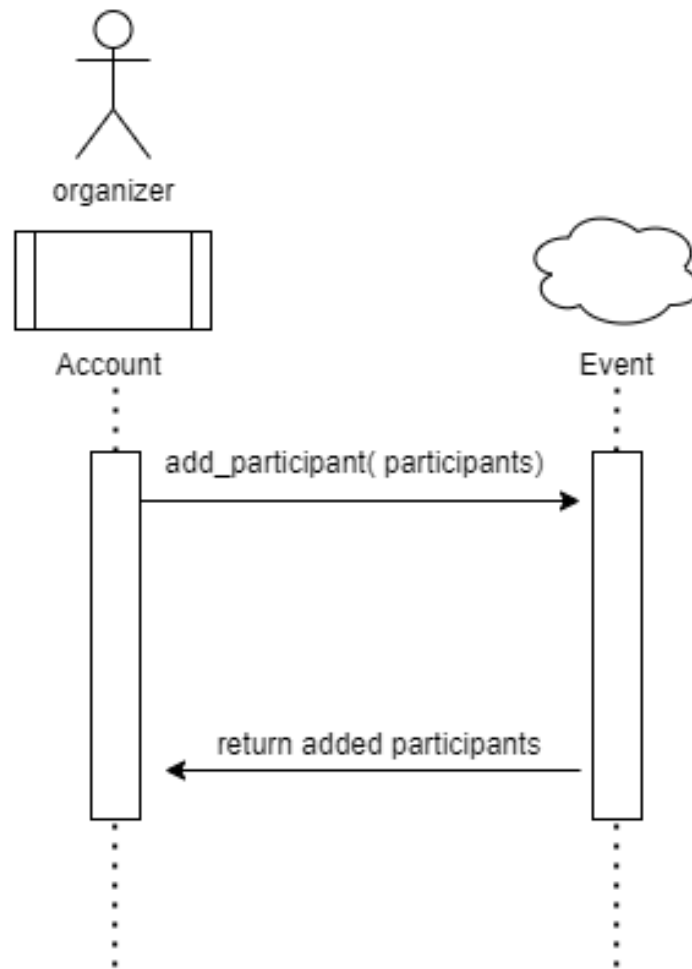 organizer
Account
Event
add_participant( participants)
return added participants